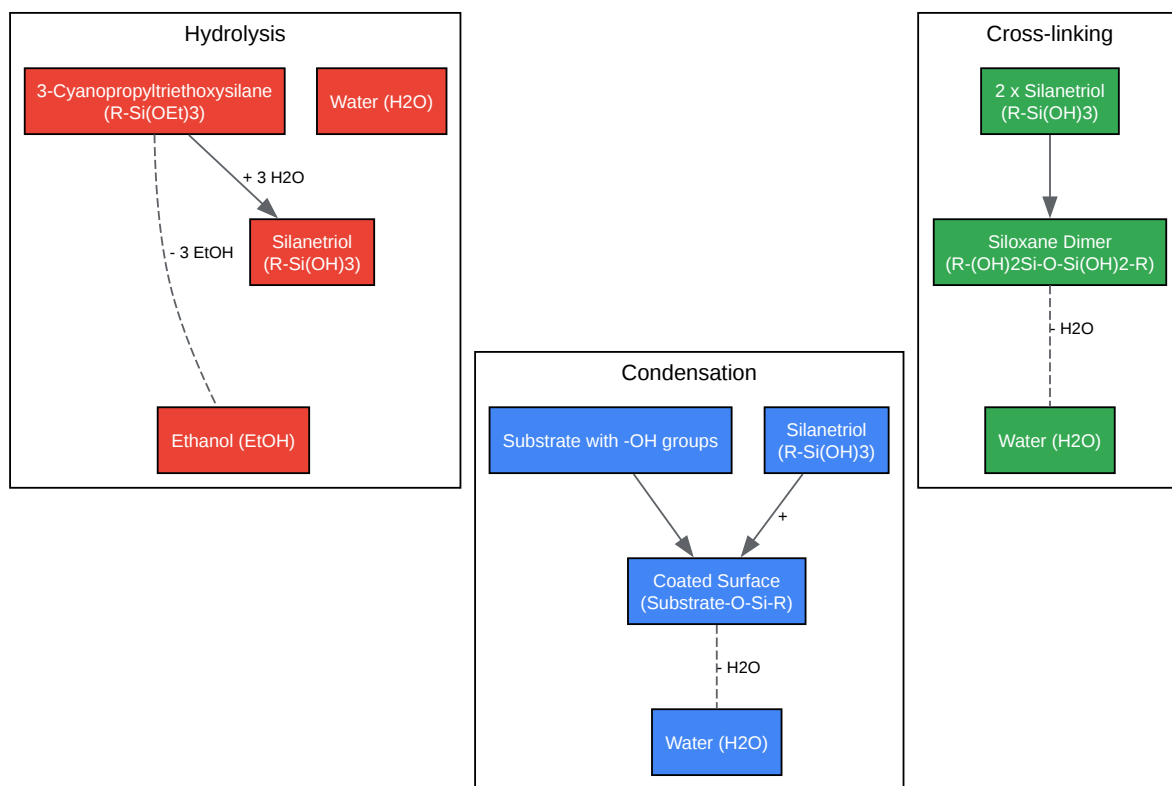 Hydrolysis
3-Cyanopropyltriethoxysilane
(R-Si(OEt)3)
Water (H2O)
+ 3 H2O
Silanetriol
(R-Si(OH)3)
- 3 EtOH
Ethanol (EtOH)
Condensation
Substrate with -OH groups
Silanetriol
(R-Si(OH)3)
+
Coated Surface
(Substrate-O-Si-R)
- H2O
Water (H2O)
Cross-linking
2 x Silanetriol
(R-Si(OH)3)
Siloxane Dimer
(R-(OH)2Si-O-Si(OH)2-R)
- H2O
Water (H2O)